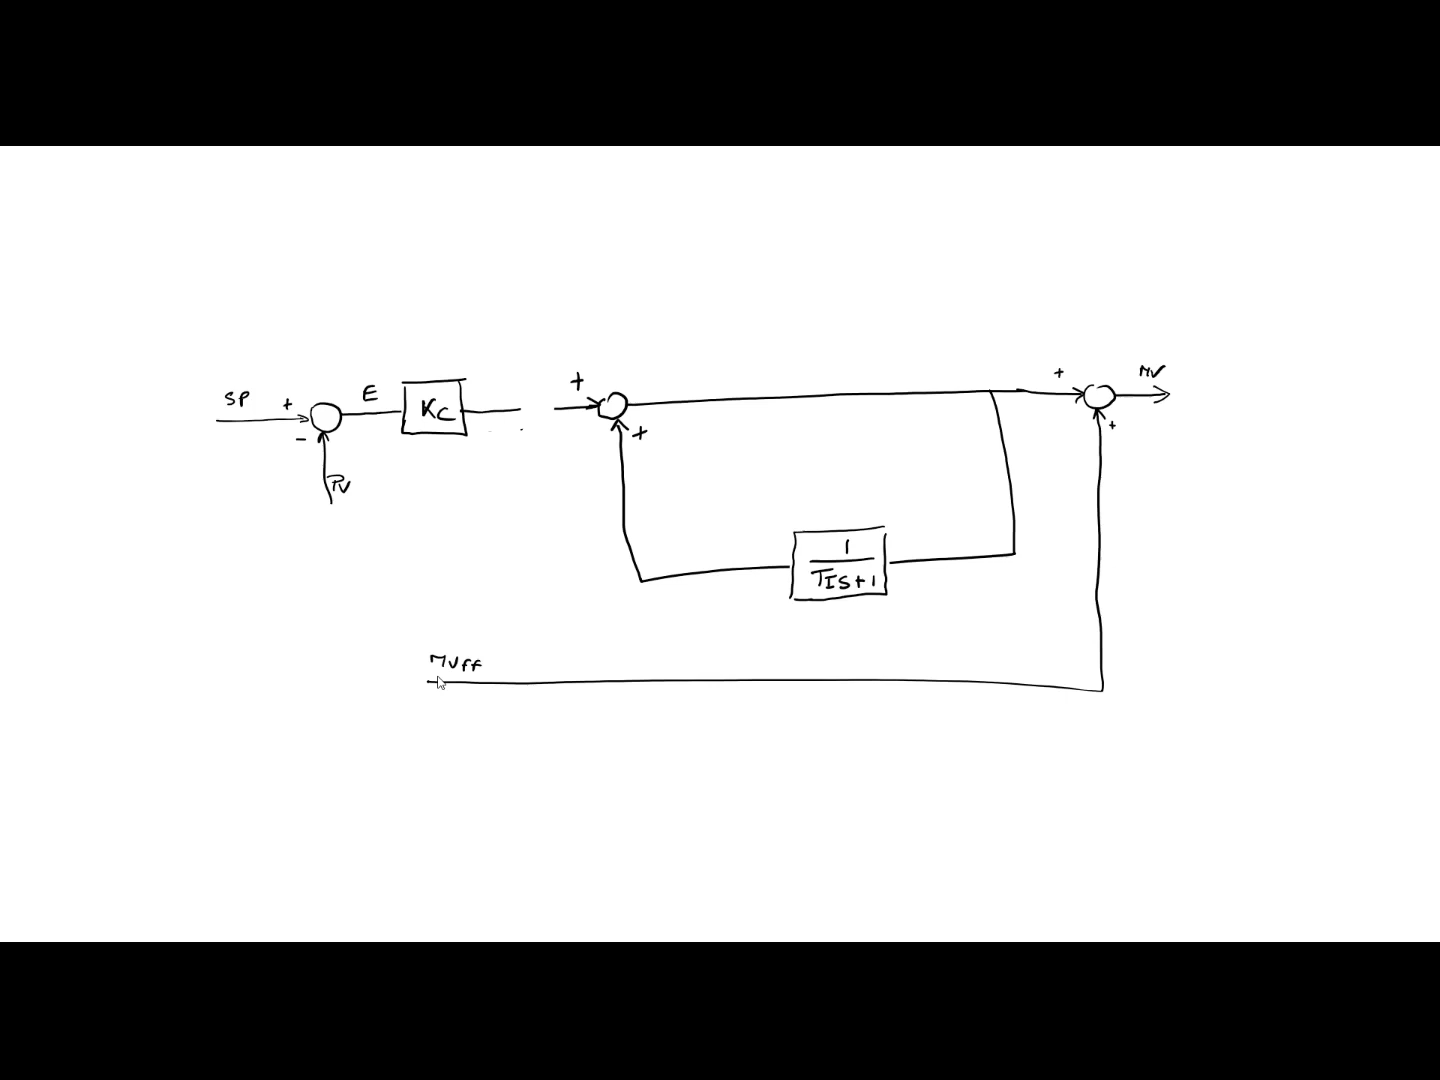 SP + E KC + + MV
- + +
PV
1
TIS+1
MVff